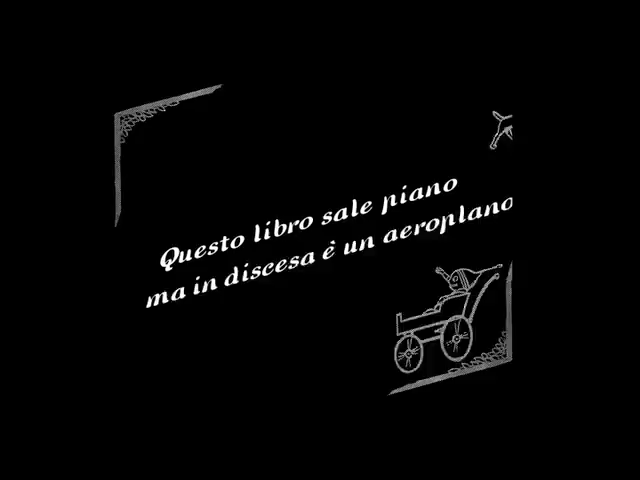 Questo libro sale piano
ma in discesa è un aeroplano